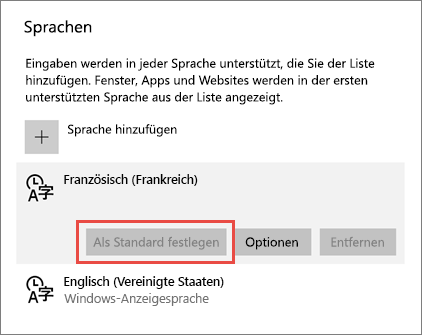 Sprachen
Eingaben werden in jeder Sprache unterstützt, die Sie der Liste
hinzufügen. Fenster, Apps und Websites werden in der ersten
unterstützten Sprache aus der Liste angezeigt.
Sprache hinzufügen
Französisch (Frankreich)
Als Standard festlegen
Optionen
Entfernen
Englisch (Vereinigte Staaten)
Windows-Anzeigesprache